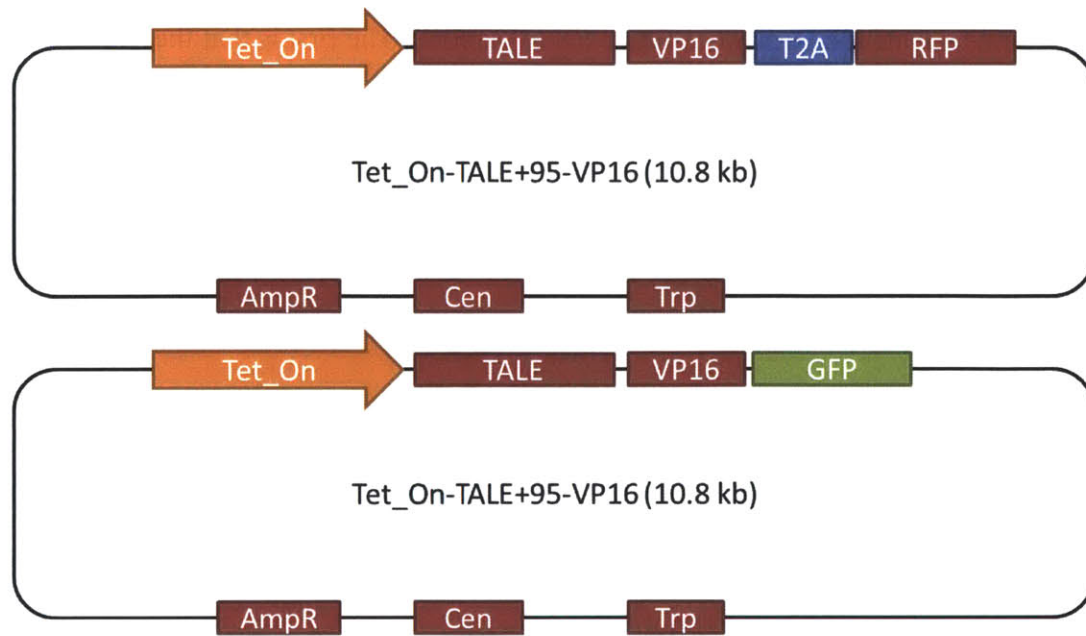 Tet_On TALE VP16 T2A RFP
Tet_On-TALE+95-VP16 (10.8 kb)
AmpR Cen Trp
Tet_On TALE VP16 GFP
Tet_On-TALE+95-VP16 (10.8 kb)
AmpR Cen Trp